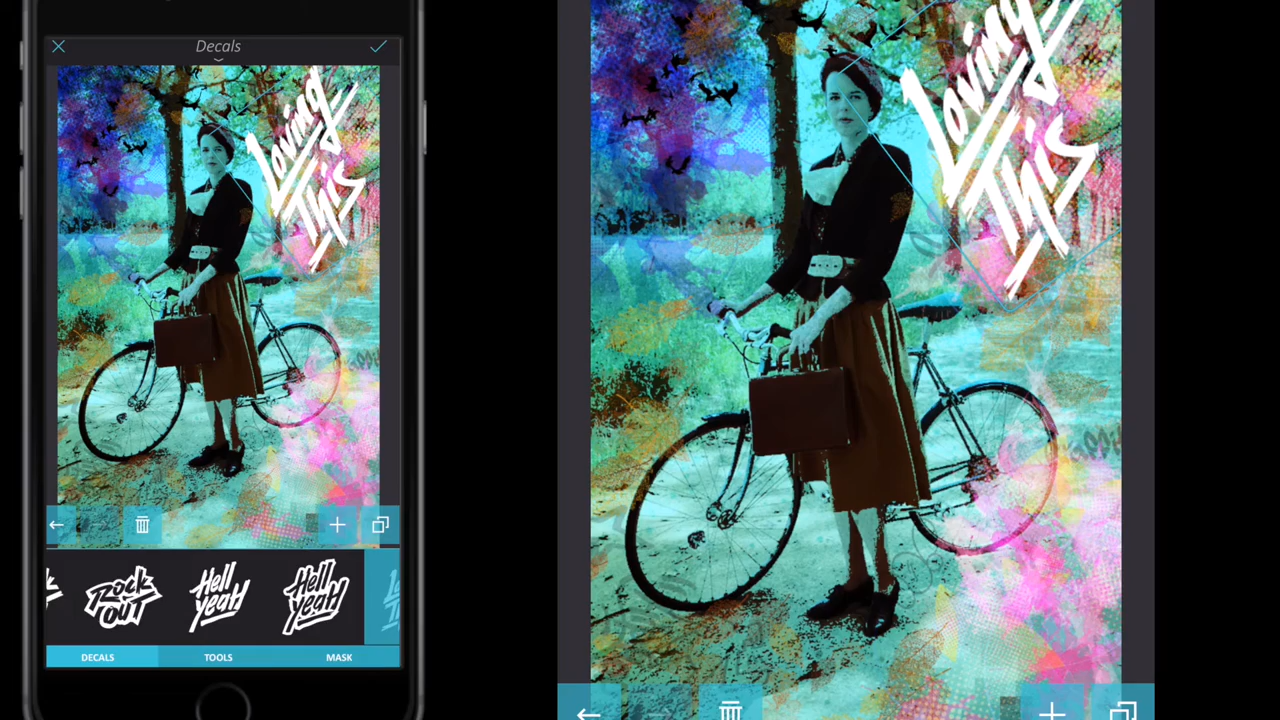 Decals
Loving
This
Rock
Out
Hell
Yeah
Hell
Yeah
DECALS
TOOLS
MASK
Loving
This